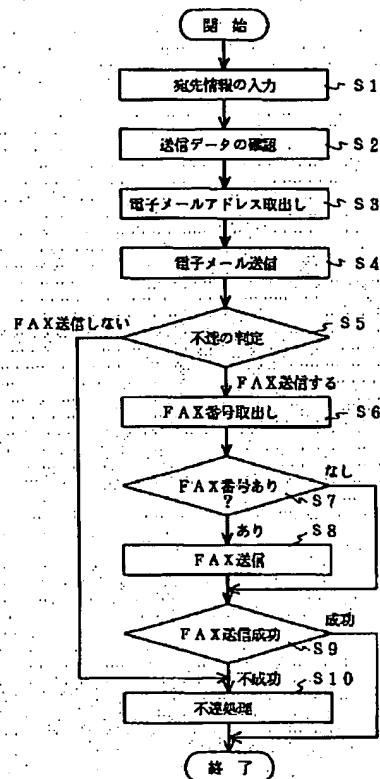 開始
宛先情報の入力
S1
送信データの確認
S2
電子メールアドレス取出し
S3
電子メール送信
S4
FAX送信しない
不達の判定
S5
FAX送信する
FAX番号取出し
S6
なし
FAX番号あり
?
S7
あり
S8
FAX送信
成功
FAX送信成功
S9
不成功
S10
不達処理
終了